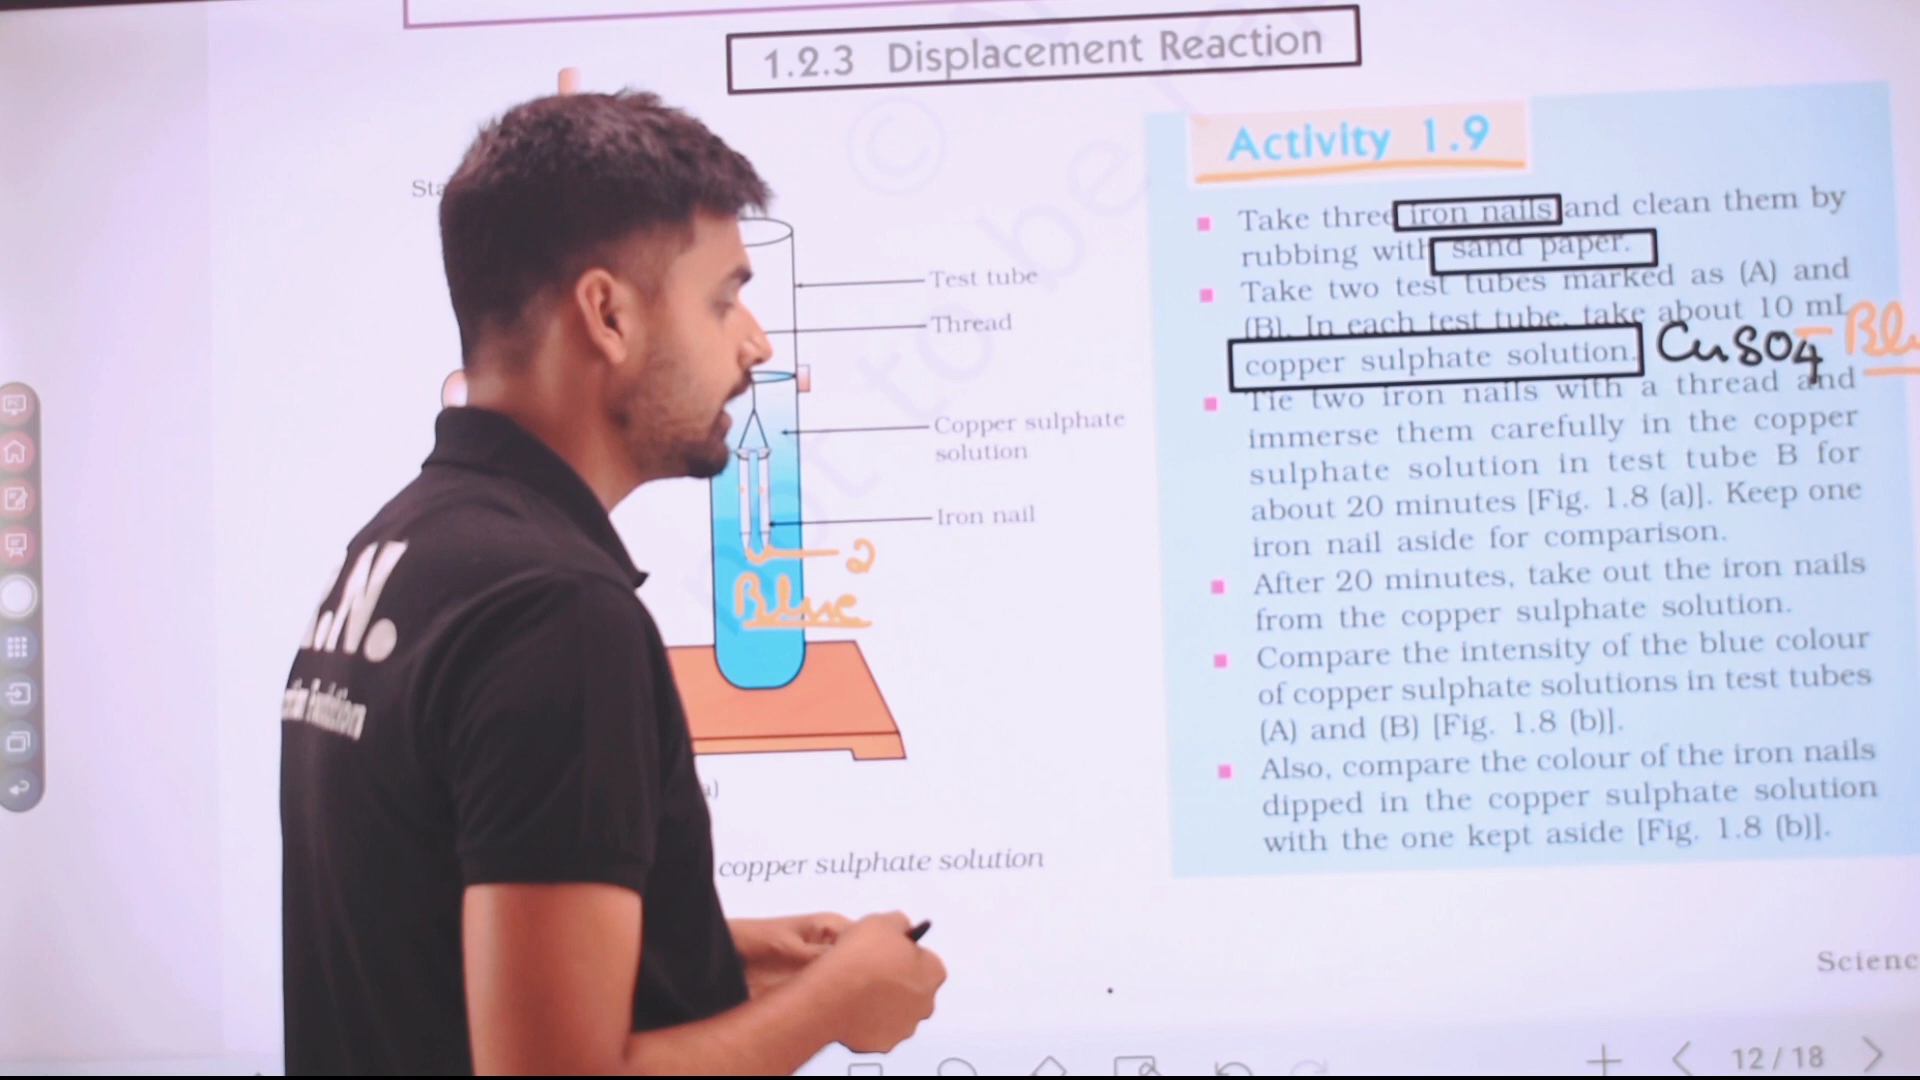 1.2.3 Displacement Reaction
Activity 1.9
Take three iron nails and clean them by
rubbing with sand paper.
Take two test tubes marked as (A) and
(B). In each test tube, take about 10 mL
copper sulphate solution. CuSO4
Tie two iron nails with a thread and
immerse them carefully in the copper
sulphate solution in test tube B for
about 20 minutes [Fig. 1.8 (a)]. Keep one
iron nail aside for comparison.
After 20 minutes, take out the iron nails
from the copper sulphate solution.
Compare the intensity of the blue colour
of copper sulphate solutions in test tubes
(A) and (B) [Fig. 1.8 (b)].
Also, compare the colour of the iron nails
dipped in the copper sulphate solution
with the one kept aside [Fig. 1.8 (b)].
Test tube
Thread
Copper sulphate
solution
Iron nail
2
Blue
copper sulphate solution
not to be
©
.N.
12 / 18